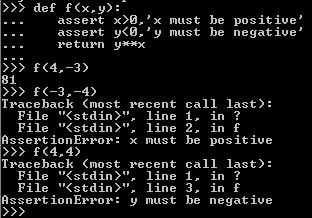 >>> def f(x,y):
...     assert x>0,'x must be positive'
...     assert y<0,'y must be negative'
...     return y**x
...
>>> f(4,-3)
81
>>> f(-3,-4)
Traceback (most recent call last):
  File "<stdin>", line 1, in ?
  File "<stdin>", line 2, in f
AssertionError: x must be positive
>>> f(4,4)
Traceback (most recent call last):
  File "<stdin>", line 1, in ?
  File "<stdin>", line 3, in f
AssertionError: y must be negative
>>>